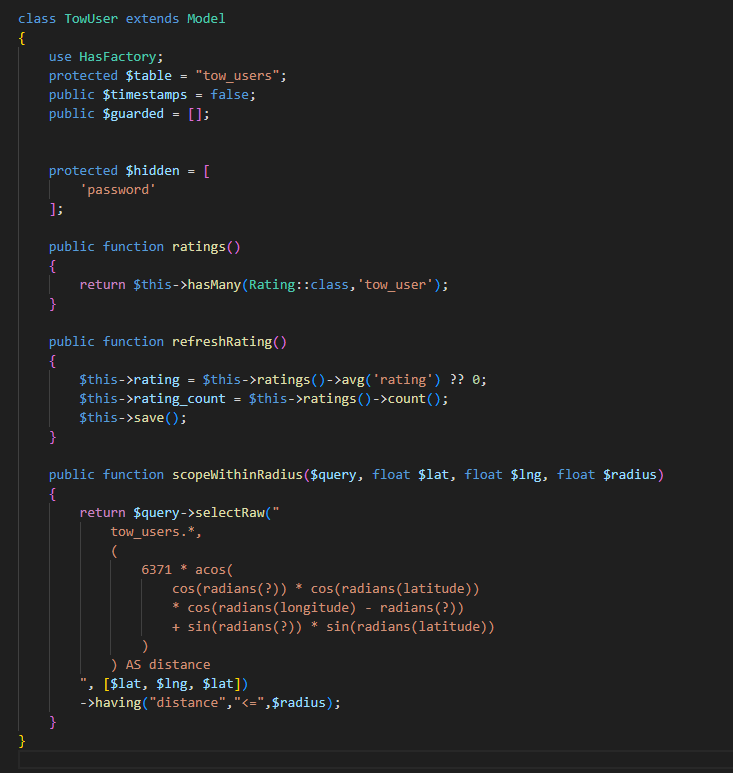 class TowUser extends Model
{
    use HasFactory;
    protected $table = "tow_users";
    public $timestamps = false;
    public $guarded = [];


    protected $hidden = [
        'password'
    ];

    public function ratings()
    {
        return $this->hasMany(Rating::class,'tow_user');
    }

    public function refreshRating()
    {
        $this->rating = $this->ratings()->avg('rating') ?? 0;
        $this->rating_count = $this->ratings()->count();
        $this->save();
    }

    public function scopeWithinRadius($query, float $lat, float $lng, float $radius)
    {
        return $query->selectRaw("
            tow_users.*,
            (
                6371 * acos(
                    cos(radians(?)) * cos(radians(latitude))
                    * cos(radians(longitude) - radians(?))
                    + sin(radians(?)) * sin(radians(latitude))
                )
            ) AS distance
        ", [$lat, $lng, $lat])
        ->having("distance","<=",$radius);
    }
}